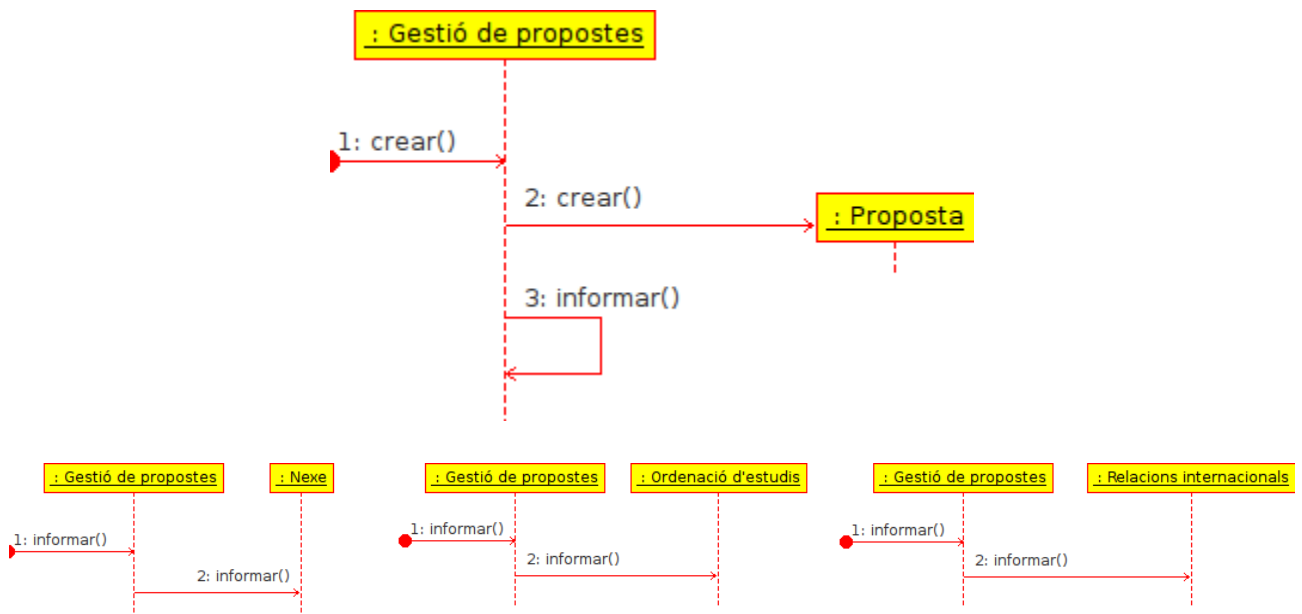 : Gestió de propostes
1: crear()
2: crear()
: Proposta
3: informar()
: Gestió de propostes
: Nexe
1: informar()
2: informar()
: Gestió de propostes
: Ordenació d'estudis
1: informar()
2: informar()
: Gestió de propostes
: Relacions internacionals
1: informar()
2: informar()